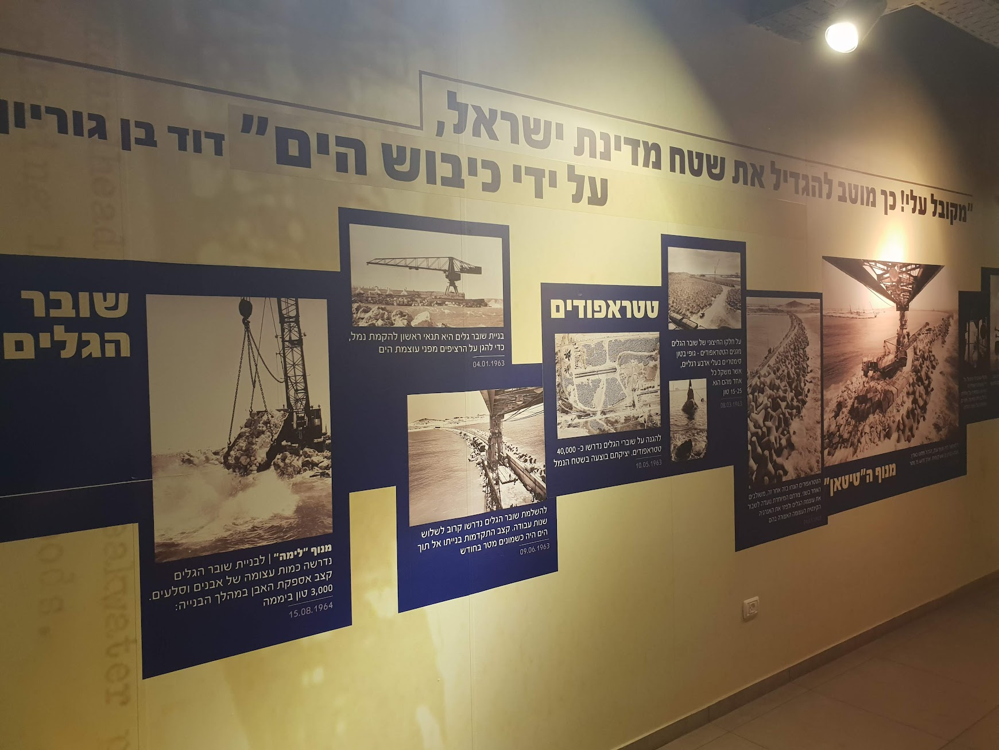 "מקובל עלי! כך מוטב להגדיל את שטח מדינת ישראל,
על ידי כיבוש הים" דוד בן גוריון
מנוף ה"טיטאן"
הטטראפודים הונחו בזה אחר זה, משולבים
האחד בשני. צורתם המיוחדת נועדה לשבור
את עוצמת הגלים ולפזר את האנרגיה
הקינטית העצומה האצורה בהם
על חלקו החיצוני של שובר הגלים
מגנים הטטראפודים - גופי בטון
סימטריים בעלי ארבע רגליים,
אשר משקל כל
אחד מהם הוא
15-25 טון
08.03.1963
טטראפודים
להגנה על שוברי הגלים נדרשו כ- 40,000
טטראפודים. יציקתם בוצעה בשטח הנמל
10.05.1963
בניית שובר גלים היא תנאי ראשון להקמת נמל,
כדי להגן על הרציפים מפני עוצמת הים
04.01.1963
להשלמת שובר הגלים נדרשו קרוב לשלוש
שנות עבודה. קצב התקדמות בנייתו אל תוך
הים היה כשמונים מטר בחודש
09.06.1963
מנוף "לימה" | לבניית שובר הגלים
נדרשה כמות עצומה של אבנים וסלעים.
קצב אספקת האבן במהלך הבנייה:
3,000 טון ביממה
15.08.1964
שובר
הגלים